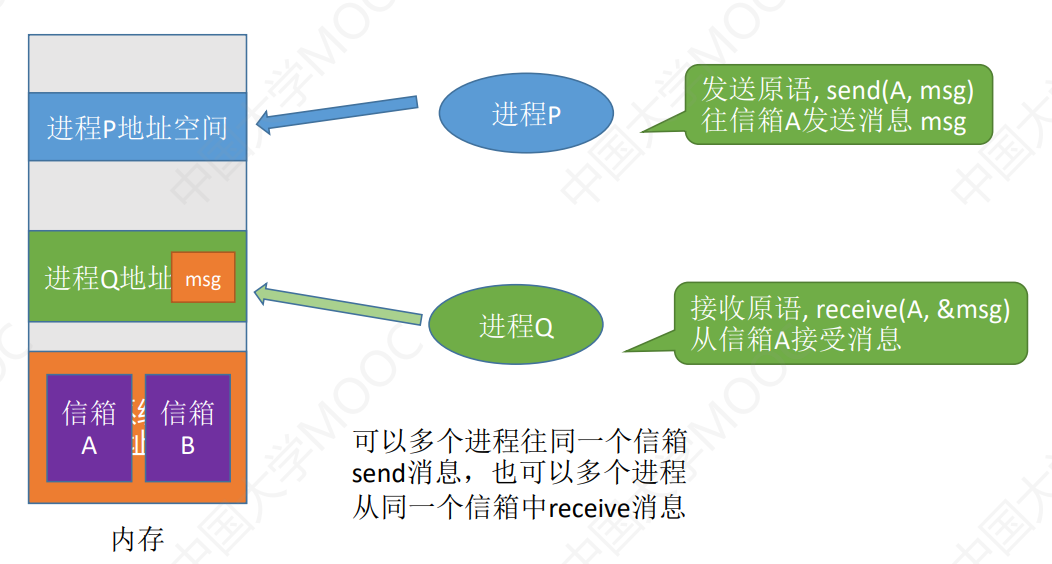 进程P地址空间
进程P
发送原语, send(A, msg)
往信箱A发送消息 msg
进程Q地址
msg
进程Q
接收原语, receive(A, &msg)
从信箱A接受消息
信箱
A
信箱
B
可以多个进程往同一个信箱
send消息，也可以多个进程
从同一个信箱中receive消息
内存
中国大学MOOC